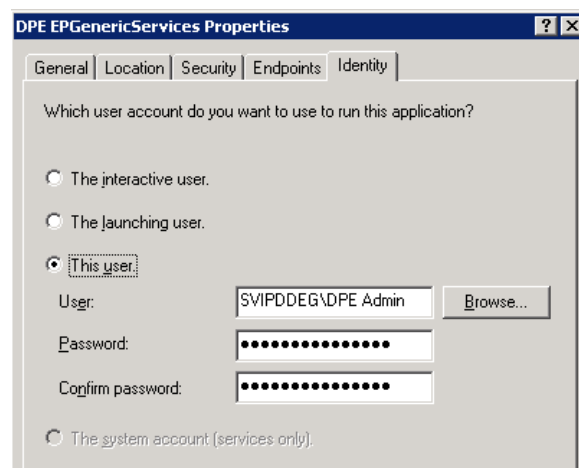 DPE EPGenericServices Properties ? X
General Location Security Endpoints Identity
Which user account do you want to use to run this application?
The interactive user.
The launching user.
This user.
User: SVIPDDEG\DPE Admin Browse...
Password: ●●●●●●●●●●●●●●●
Confirm password: ●●●●●●●●●●●●●●●
The system account (services only).